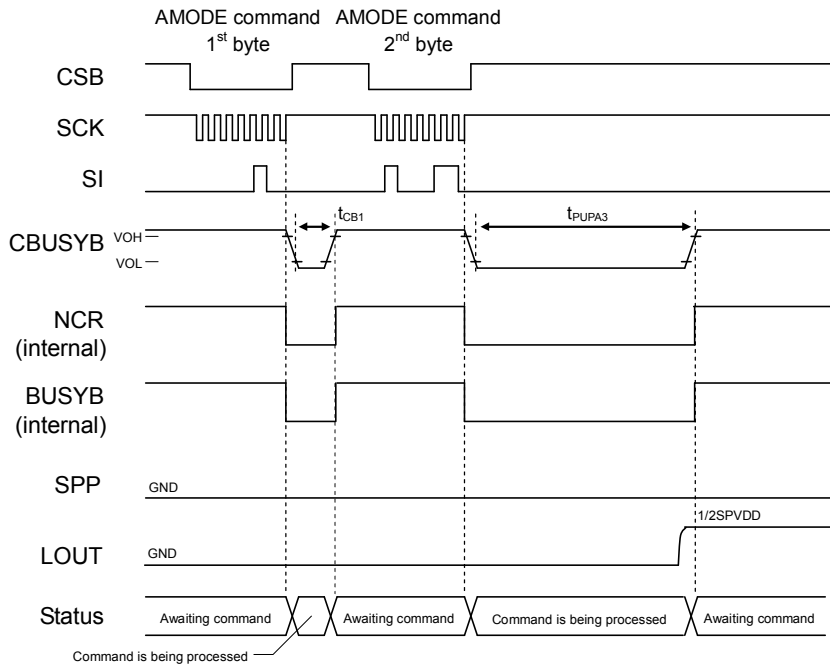 AMODE command
1st byte
AMODE command
2nd byte
CSB
SCK
SI
tCB1
tPUPA3
CBUSYB
VOH
VOL
NCR
(internal)
BUSYB
(internal)
SPP
GND
1/2SPVDD
LOUT
GND
Status
Awaiting command
Awaiting command
Command is being processed
Awaiting command
Command is being processed